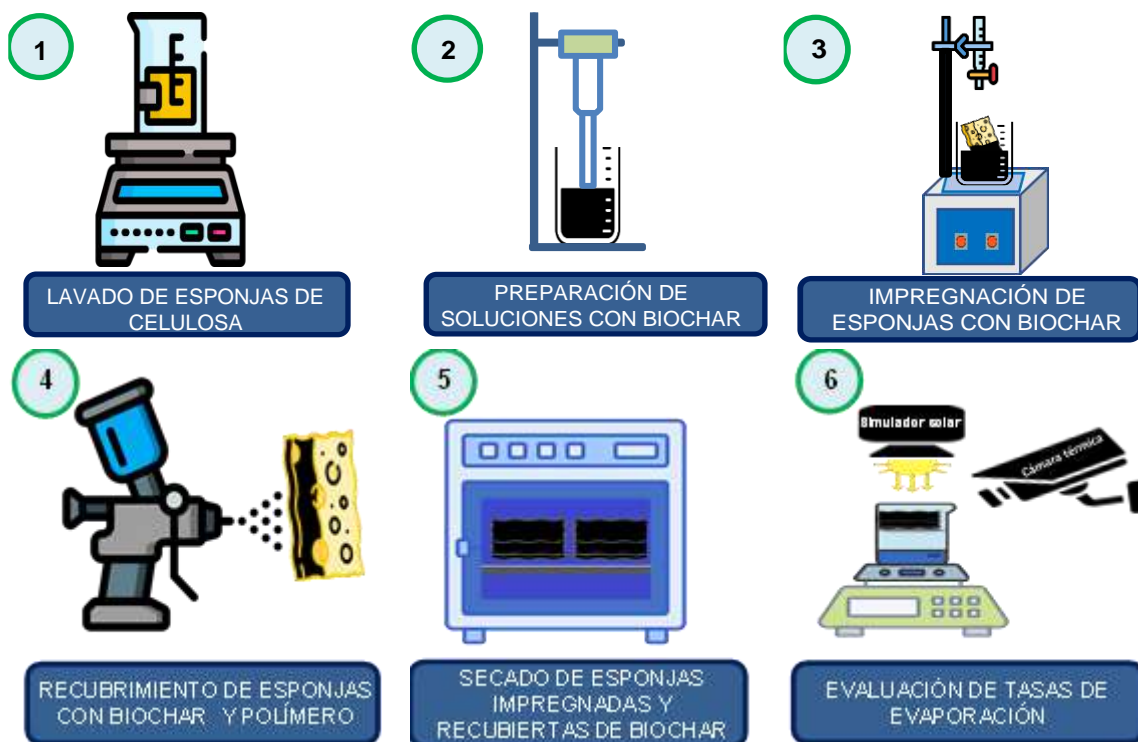 1
2
3
LAVADO DE ESPONJAS DE
CELULOSA
PREPARACIÓN DE
SOLUCIONES CON BIOCHAR
IMPREGNACIÓN DE
ESPONJAS CON BIOCHAR
4
5
6
Simulador solar
Cámara térmica
RECUBRIMIENTO DE ESPONJAS
CON BIOCHAR Y POLÍMERO
SECADO DE ESPONJAS
IMPREGNADAS Y
RECUBIERTAS DE BIOCHAR
EVALUACIÓN DE TASAS DE
EVAPORACIÓN